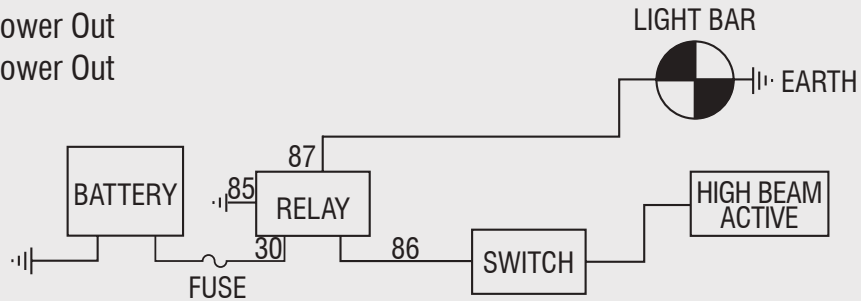 ower Out
ower Out
LIGHT BAR
EARTH
87
BATTERY
85
RELAY
HIGH BEAM
ACTIVE
30
86
SWITCH
FUSE